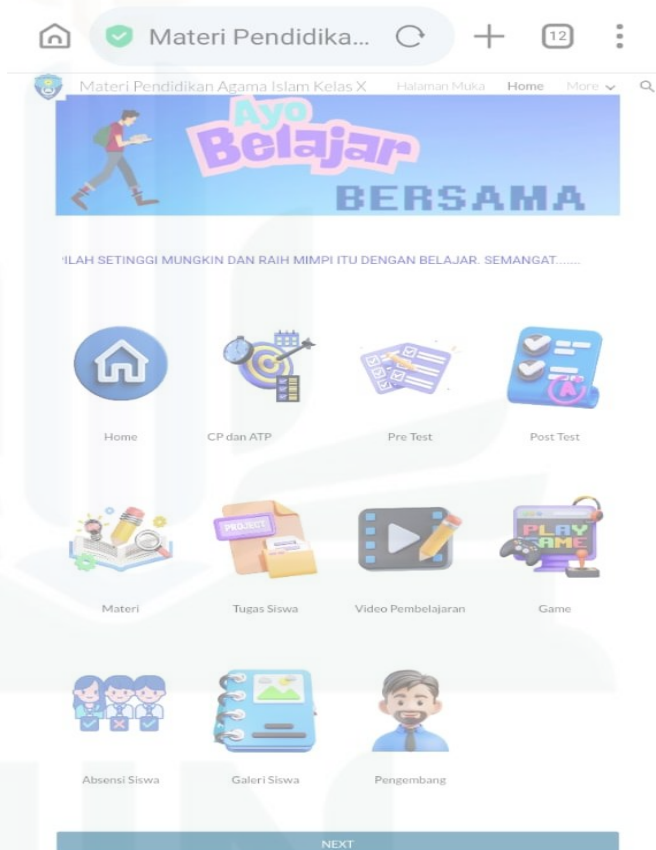 Materi Pendidika...
12
Materi Pendidikan Agama Islam Kelas X Halaman Muka Home More
Ayo
Belajar
BERSAMA
ILAH SETINGGI MUNGKIN DAN RAIH MIMPI ITU DENGAN BELAJAR. SEMANGAT.......
Home CP dan ATP Pre Test Post Test
PROJECT
PLAY
GAME
Materi Tugas Siswa Video Pembelajaran Game
Absensi Siswa Galeri Siswa Pengembang
NEXT